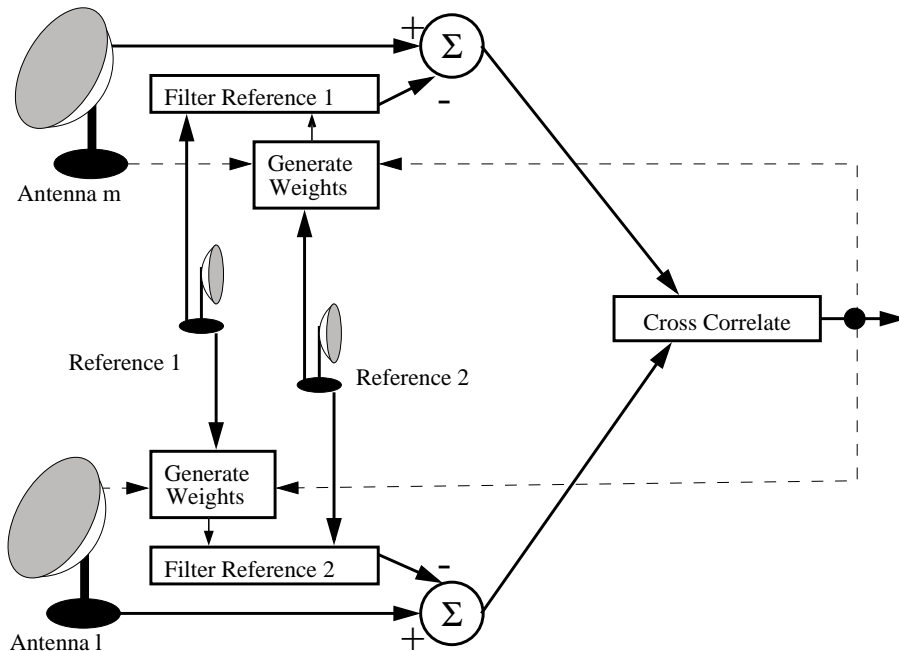 +
Σ
Filter Reference 1
-
Generate
Weights
Antenna m
Cross Correlate
Reference 1
Reference 2
Generate
Weights
Filter Reference 2
-
Σ
+
Antenna l